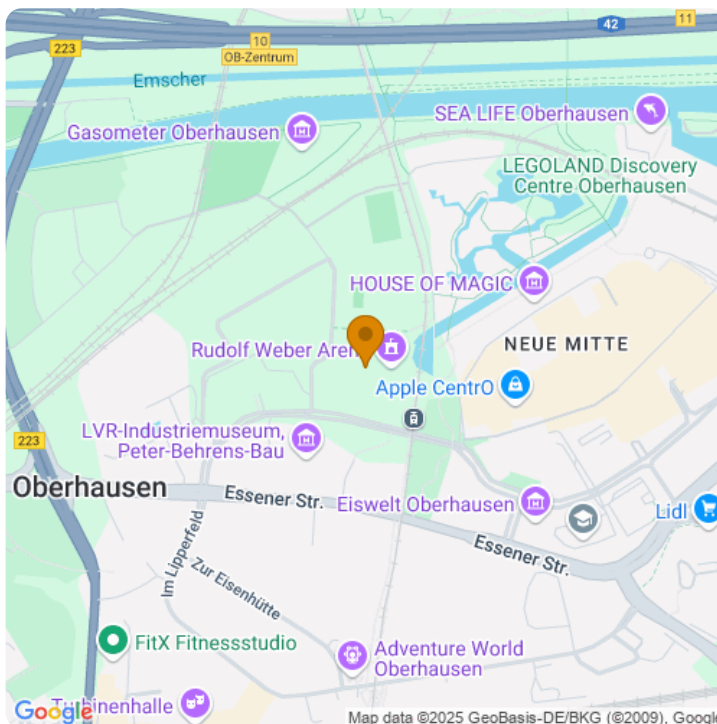 42
11
10
OB-Zentrum
223
Emscher
SEA LIFE Oberhausen
Gasometer Oberhausen
LEGOLAND Discovery
Centre Oberhausen
HOUSE OF MAGIC
NEUE MITTE
Rudolf Weber Aren
Apple CentrO
LVR-Industriemuseum,
Peter-Behrens-Bau
223
Oberhausen
Essener Str.
Eiswelt Oberhausen
Lidl
Essener Str.
Im Lipperfeld
Zur Eisenhütte
FitX Fitnessstudio
Adventure World
Oberhausen
Turbinenhalle
Google
Map data ©2025 GeoBasis-DE/BKG (©2009), Google